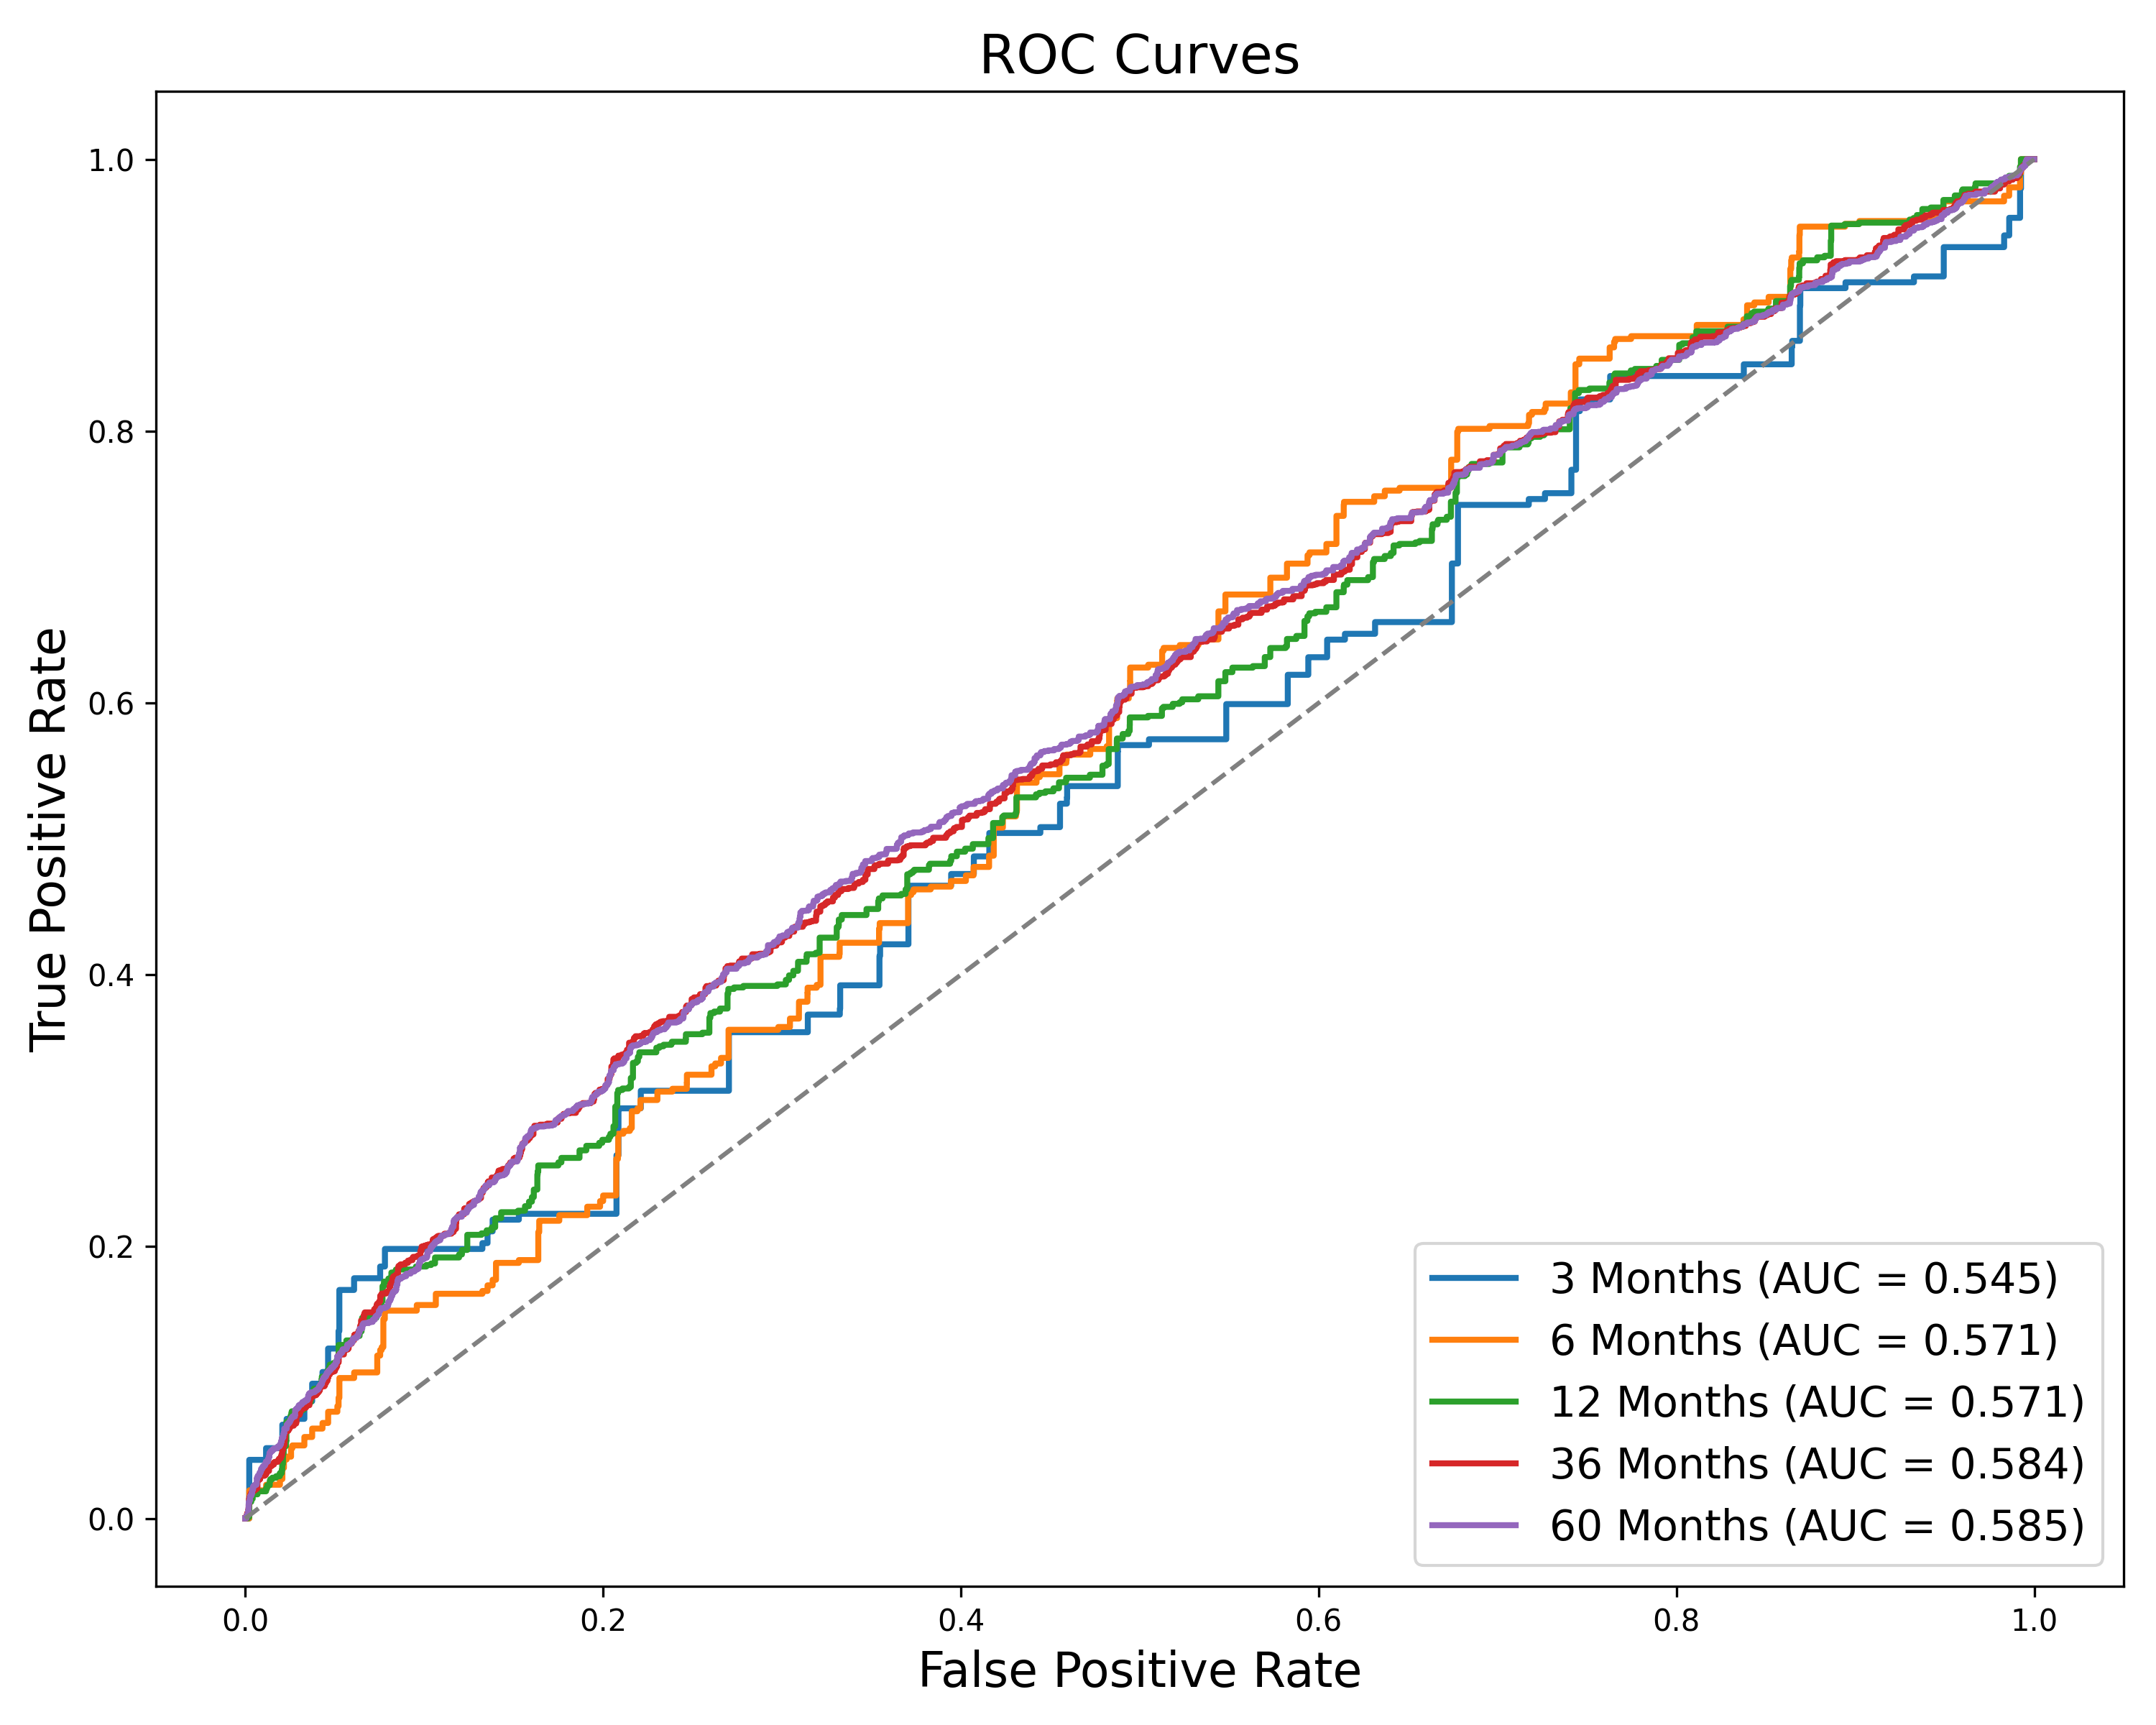 ROC Curves
True Positive Rate
1.0
0.8
0.6
0.4
0.2
0.0
0.0 0.2 0.4 0.6 0.8 1.0
False Positive Rate
3 Months (AUC = 0.545)
6 Months (AUC = 0.571)
12 Months (AUC = 0.571)
36 Months (AUC = 0.584)
60 Months (AUC = 0.585)